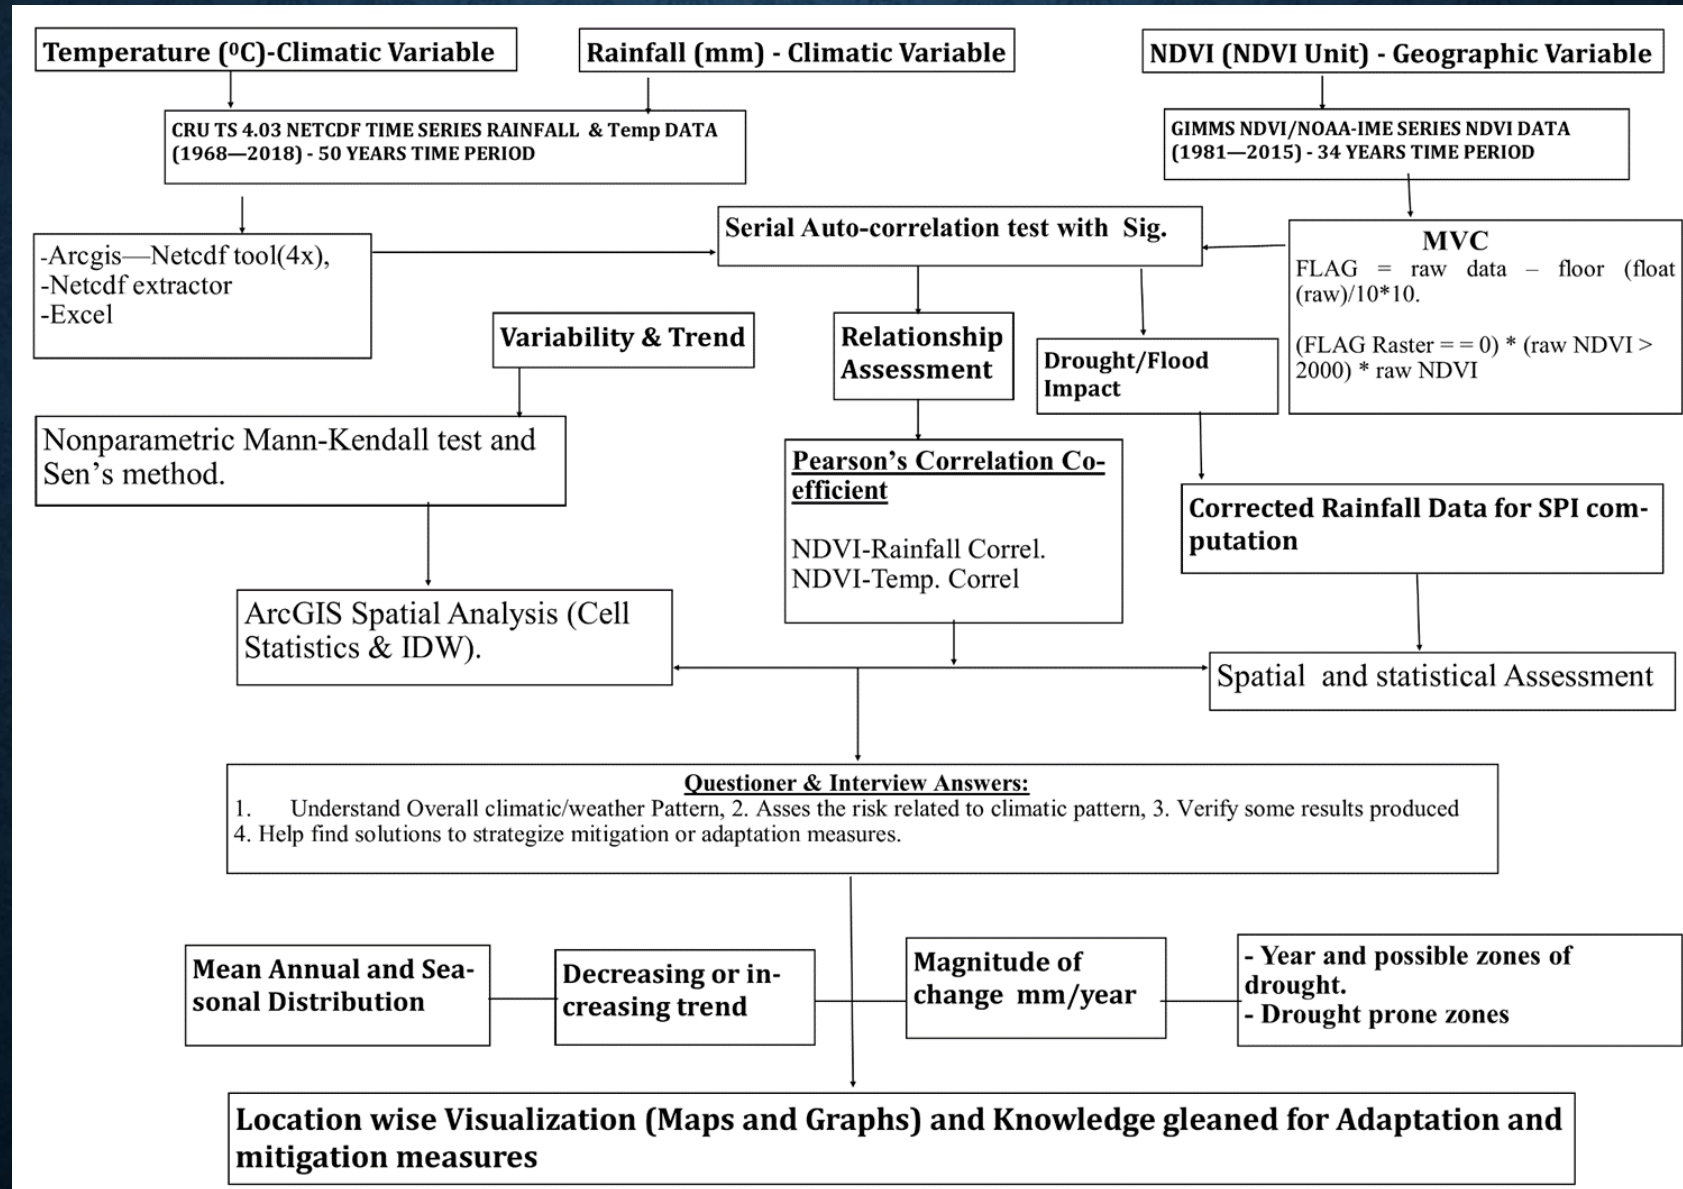 Temperature (⁰C)-Climatic Variable
Rainfall (mm) - Climatic Variable
NDVI (NDVI Unit) - Geographic Variable
CRU TS 4.03 NETCDF TIME SERIES RAINFALL & Temp DATA
(1968—2018) - 50 YEARS TIME PERIOD
GIMMS NDVI/NOAA-IME SERIES NDVI DATA
(1981—2015) - 34 YEARS TIME PERIOD
Serial Auto-correlation test with Sig.
-Arcgis—Netcdf tool(4x),
-Netcdf extractor
-Excel
MVC
FLAG = raw data – floor (float
(raw)/10*10.
(FLAG Raster = = 0) * (raw NDVI >
2000) * raw NDVI
Variability & Trend
Relationship
Assessment
Drought/Flood
Impact
Nonparametric Mann-Kendall test and
Sen's method.
Pearson's Correlation Co-
efficient
NDVI-Rainfall Correl.
NDVI-Temp. Correl
Corrected Rainfall Data for SPI com-
putation
ArcGIS Spatial Analysis (Cell
Statistics & IDW).
Spatial and statistical Assessment
Questioner & Interview Answers:
1. Understand Overall climatic/weather Pattern, 2. Asses the risk related to climatic pattern, 3. Verify some results produced
4. Help find solutions to strategize mitigation or adaptation measures.
Mean Annual and Sea-
sonal Distribution
Decreasing or in-
creasing trend
Magnitude of
change mm/year
- Year and possible zones of
drought.
- Drought prone zones
Location wise Visualization (Maps and Graphs) and Knowledge gleaned for Adaptation and
mitigation measures